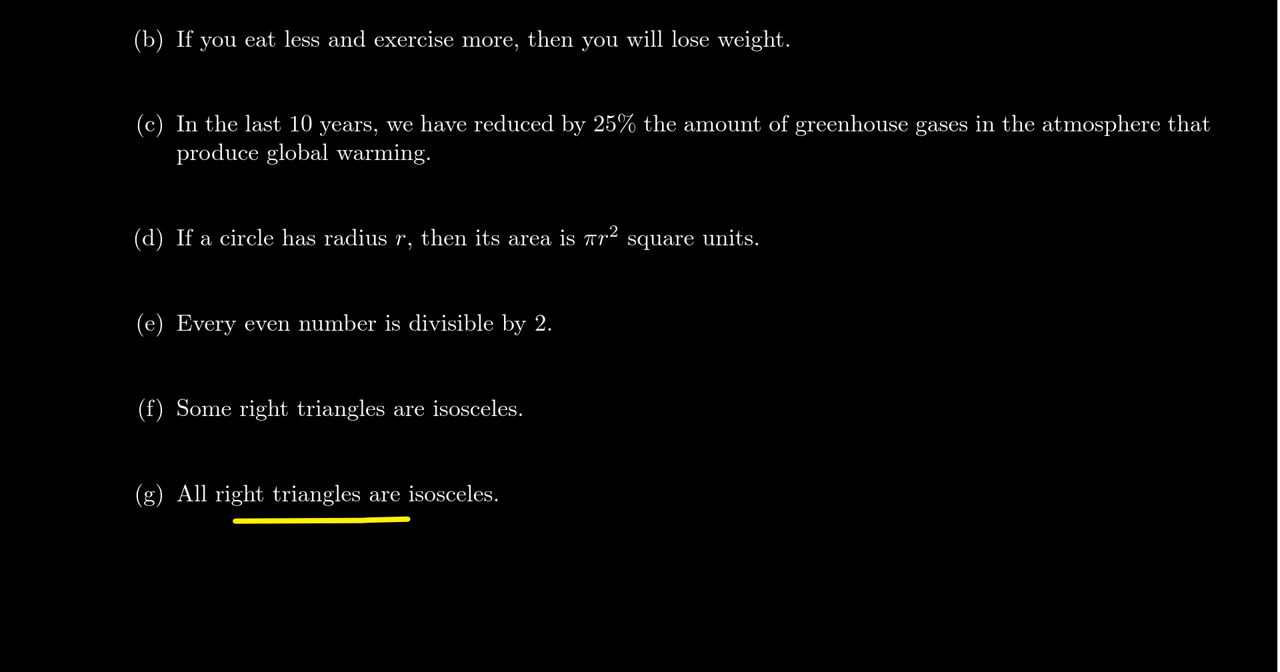 (b) If you eat less and exercise more, then you will lose weight.
(c) In the last 10 years, we have reduced by 25% the amount of greenhouse gases in the atmosphere that
produce global warming.
(d) If a circle has radius r, then its area is πr² square units.
(e) Every even number is divisible by 2.
(f) Some right triangles are isosceles.
(g) All right triangles are isosceles.